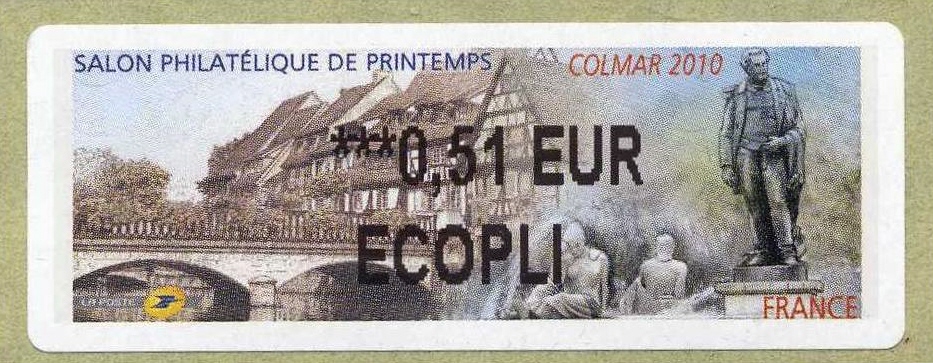 SALON PHILATÉLIQUE DE PRINTEMPS
COLMAR 2010
***0,51 EUR
ECOPLI
LA POSTE
FRANCE